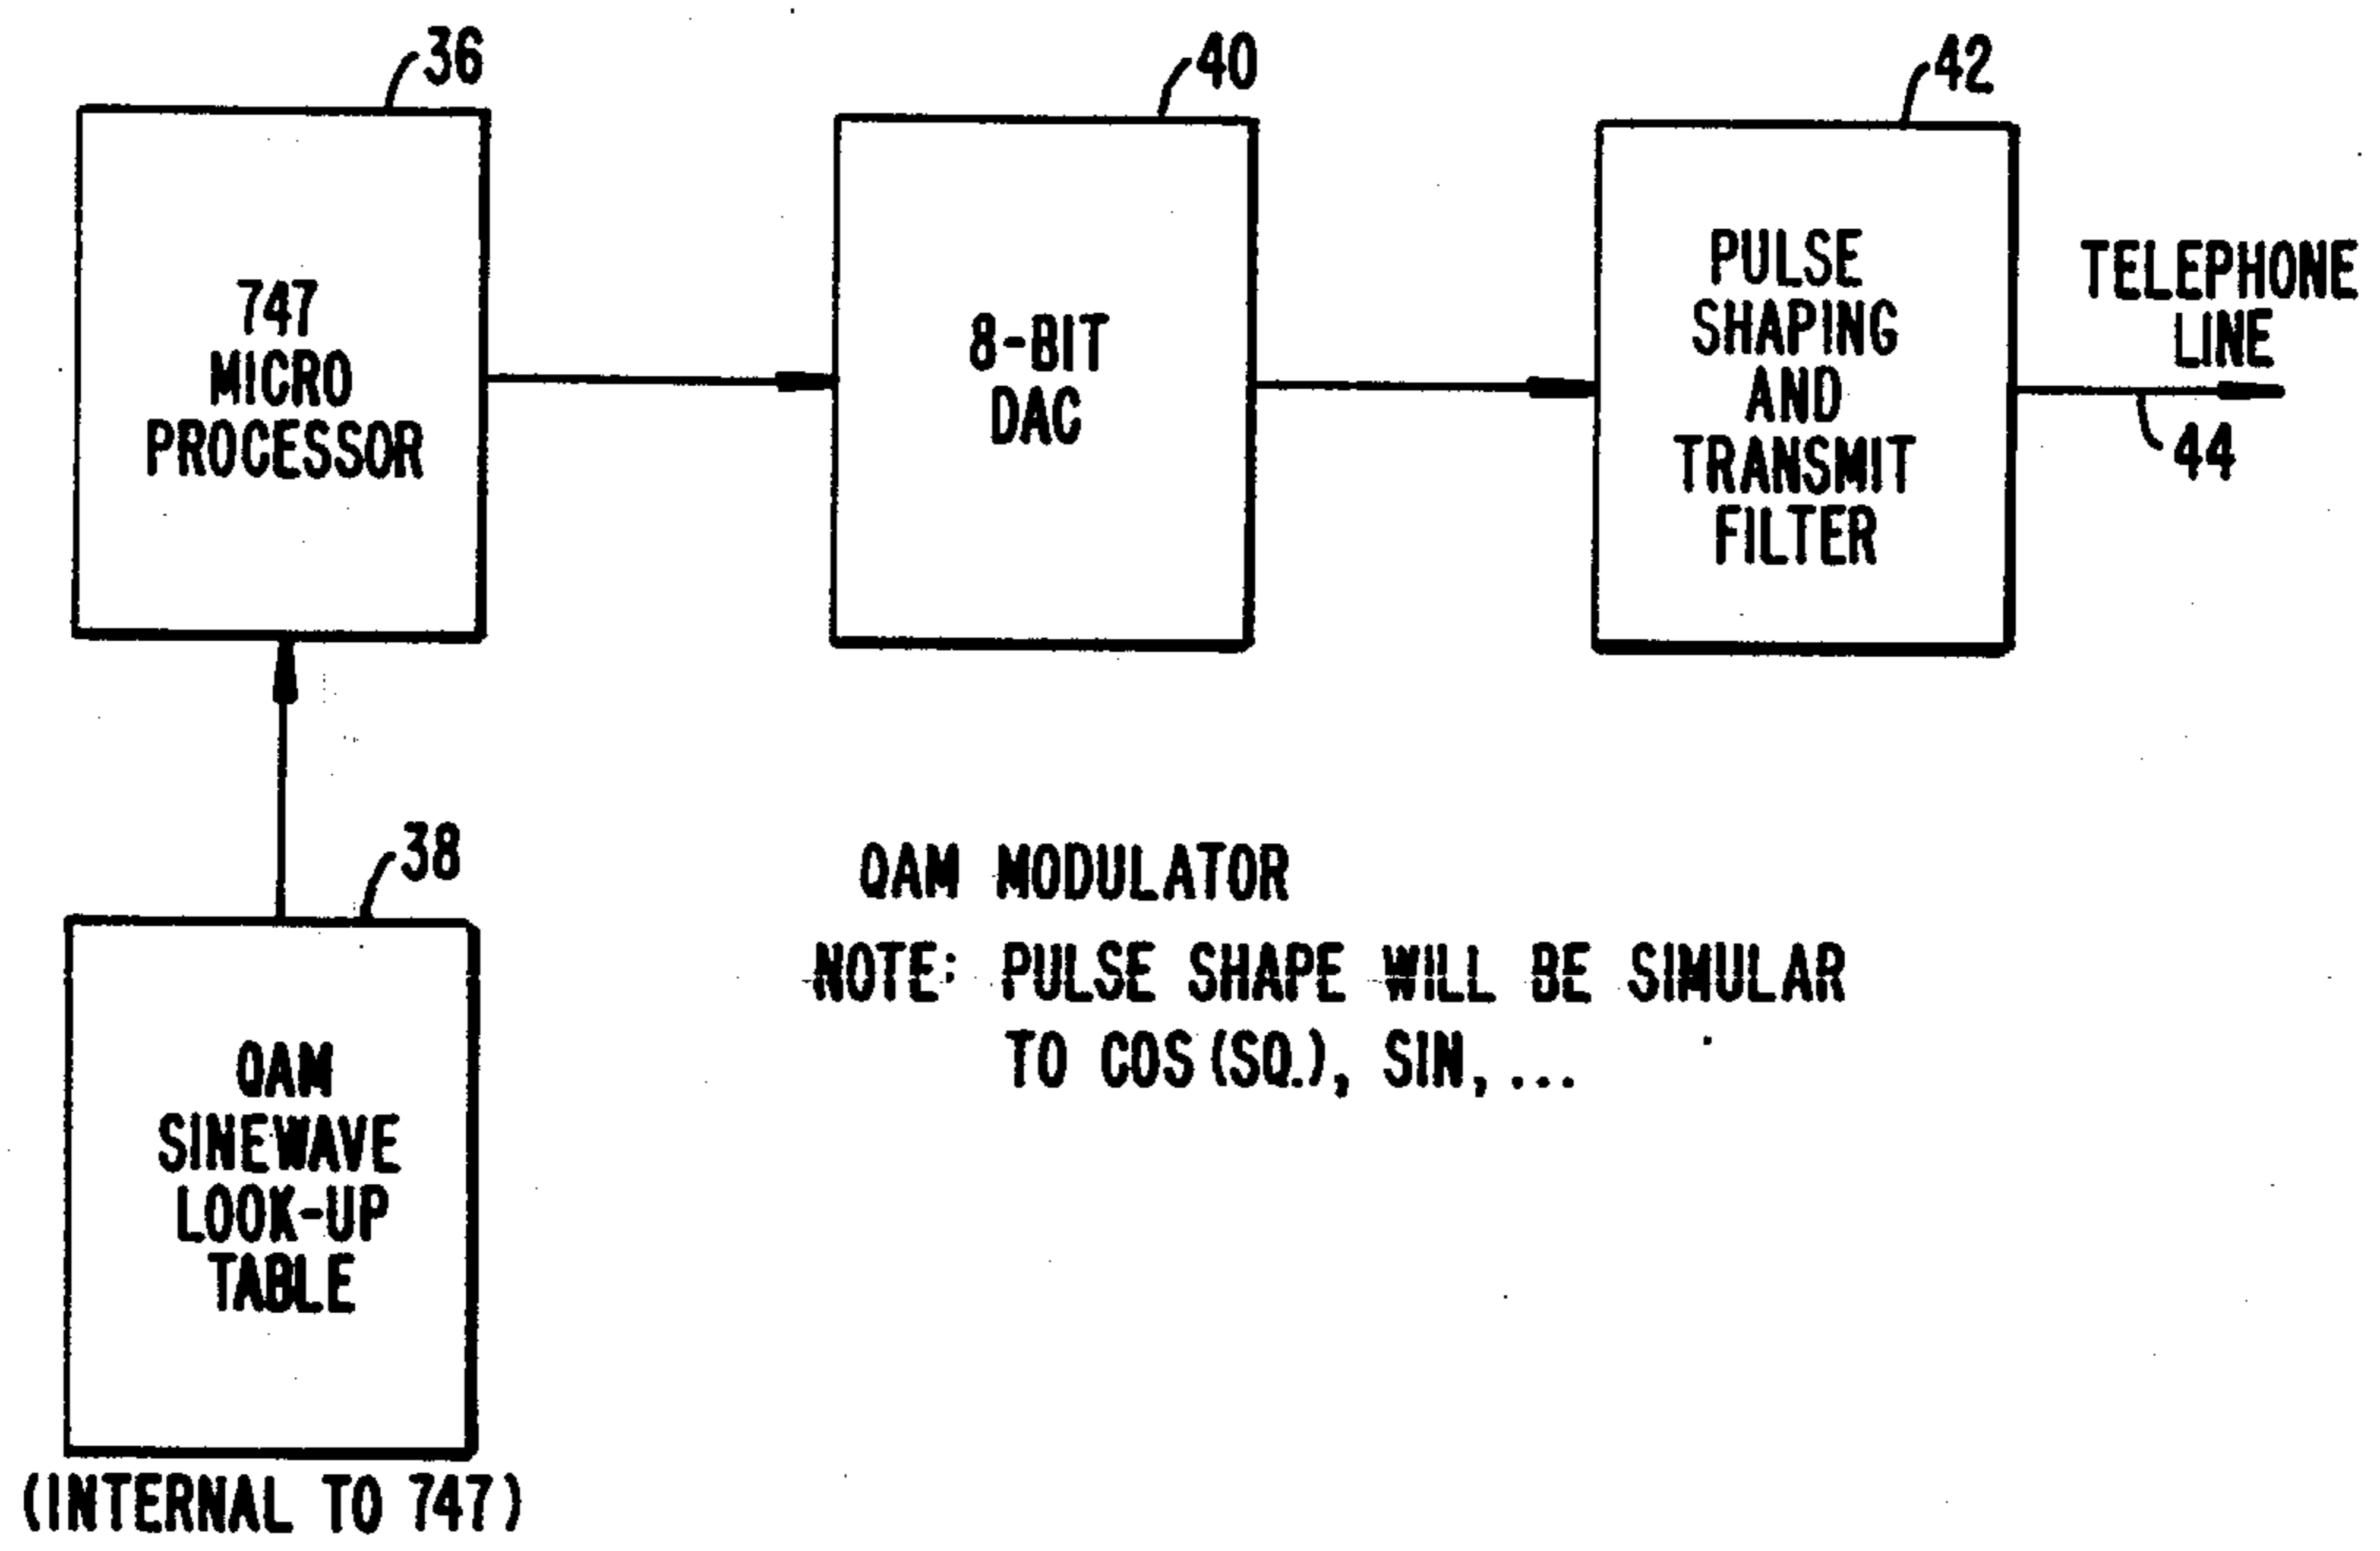 36
40
42
747
MICRO
PROCESSOR
8-BIT
DAC
PULSE
SHAPING
AND
TRANSMIT
FILTER
TELEPHONE
LINE
44
38
QAM
SINEWAVE
LOOK-UP
TABLE
(INTERNAL TO 747)
QAM MODULATOR
NOTE: PULSE SHAPE WILL BE SIMULAR
TO COS(SQ.), SIN, ...